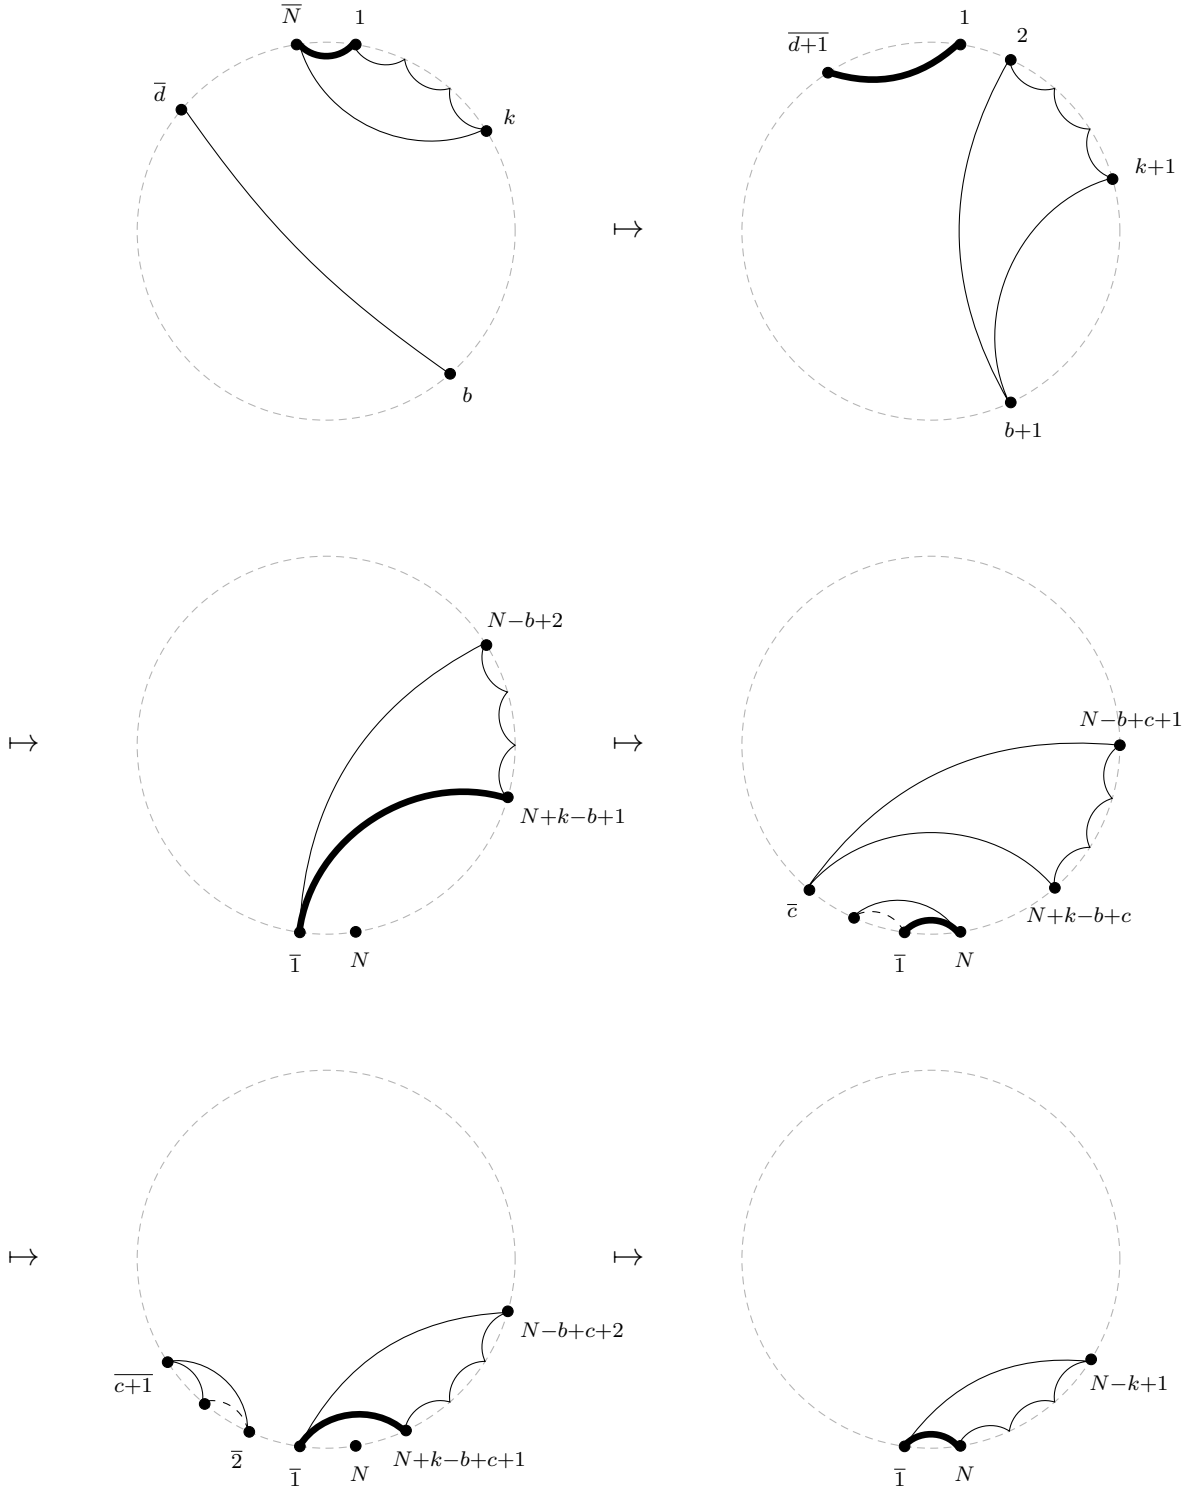 N̅ 1
d̅
k
b
↦
d+1̅ 1
2
k+1
b+1
↦
N−b+2
N+k−b+1
1̅ N
↦
N−b+c+1
c̅
N+k−b+c
1̅ N
↦
N−b+c+2
c+1̅
2̅
1̅ N
N+k−b+c+1
↦
N−k+1
1̅ N